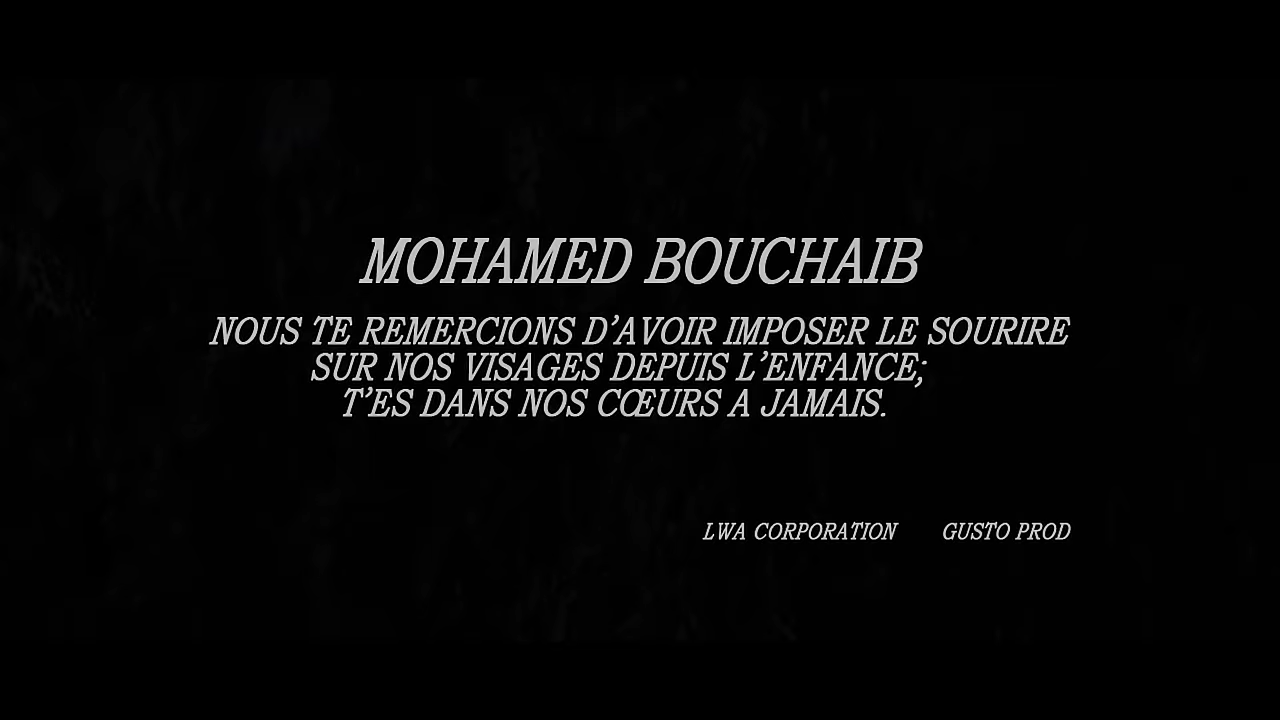 MOHAMED BOUCHAIB
NOUS TE REMERCIONS D’AVOIR IMPOSER LE SOURIRE
SUR NOS VISAGES DEPUIS L’ENFANCE;
T’ES DANS NOS CŒURS A JAMAIS.
LWA CORPORATION GUSTO PROD